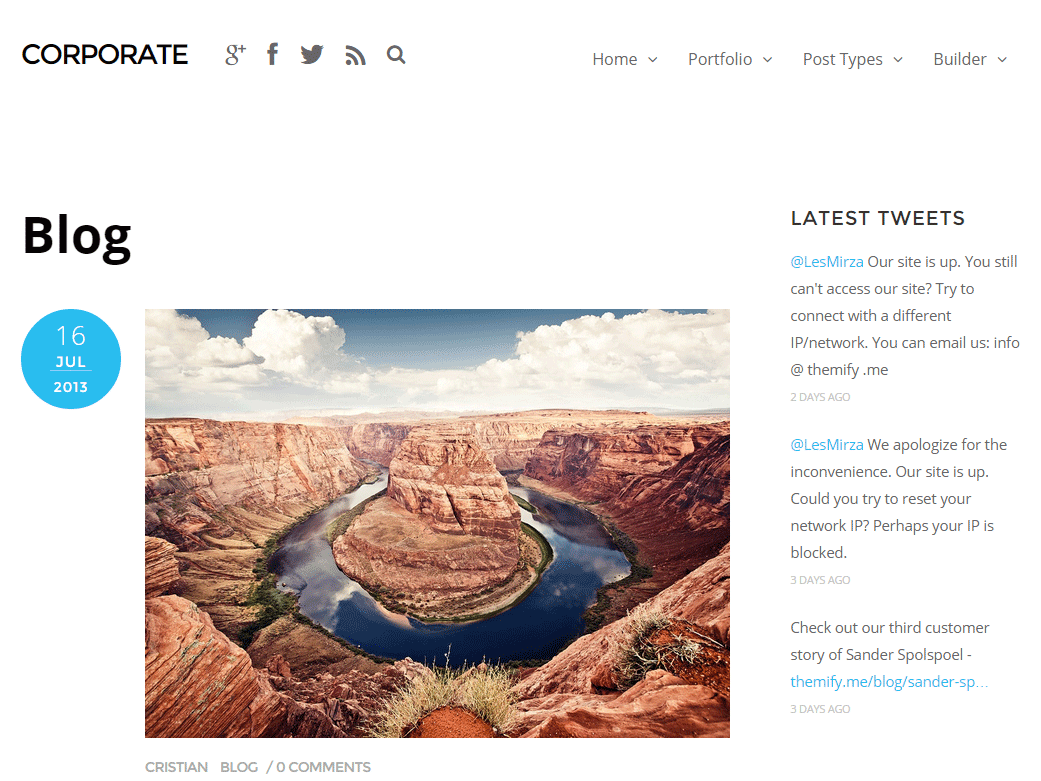 CORPORATE
Home Portfolio Post Types Builder
Blog
16
JUL
2013
CRISTIAN BLOG / 0 COMMENTS
LATEST TWEETS
@LesMirza Our site is up. You still
can't access our site? Try to
connect with a different
IP/network. You can email us: info
@ themify .me
2 DAYS AGO
@LesMirza We apologize for the
inconvenience. Our site is up.
Could you try to reset your
network IP? Perhaps your IP is
blocked.
3 DAYS AGO
Check out our third customer
story of Sander Spolspoel -
themify.me/blog/sander-sp…
3 DAYS AGO